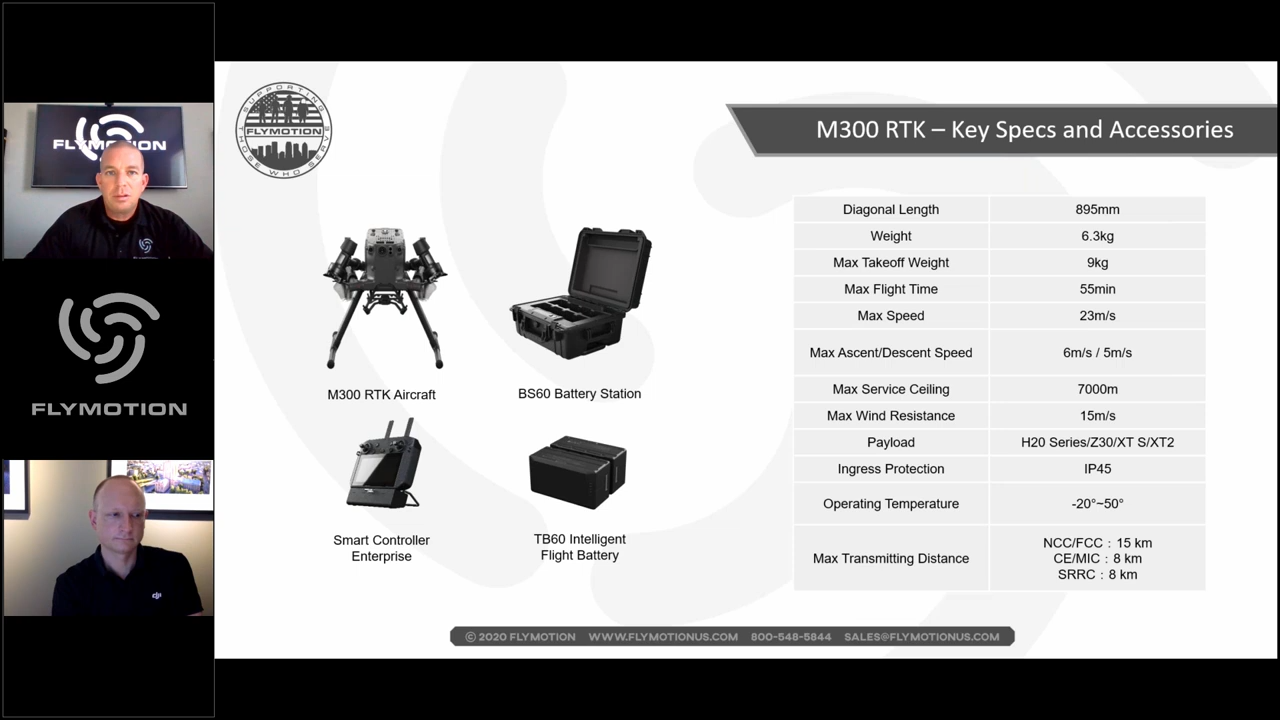 FLYMOTION
FLYMOTION
dji
SUPPORTING
FLYMOTION
THOSE WHO SERVE
M300 RTK – Key Specs and Accessories
M300 RTK Aircraft
BS60 Battery Station
Smart Controller
Enterprise
TB60 Intelligent
Flight Battery
Diagonal Length 895mm
Weight 6.3kg
Max Takeoff Weight 9kg
Max Flight Time 55min
Max Speed 23m/s
Max Ascent/Descent Speed 6m/s / 5m/s
Max Service Ceiling 7000m
Max Wind Resistance 15m/s
Payload H20 Series/Z30/XT S/XT2
Ingress Protection IP45
Operating Temperature -20°~50°
Max Transmitting Distance
NCC/FCC : 15 km
CE/MIC : 8 km
SRRC : 8 km
© 2020 FLYMOTION WWW.FLYMOTIONUS.COM 800-548-5844 SALES@FLYMOTIONUS.COM